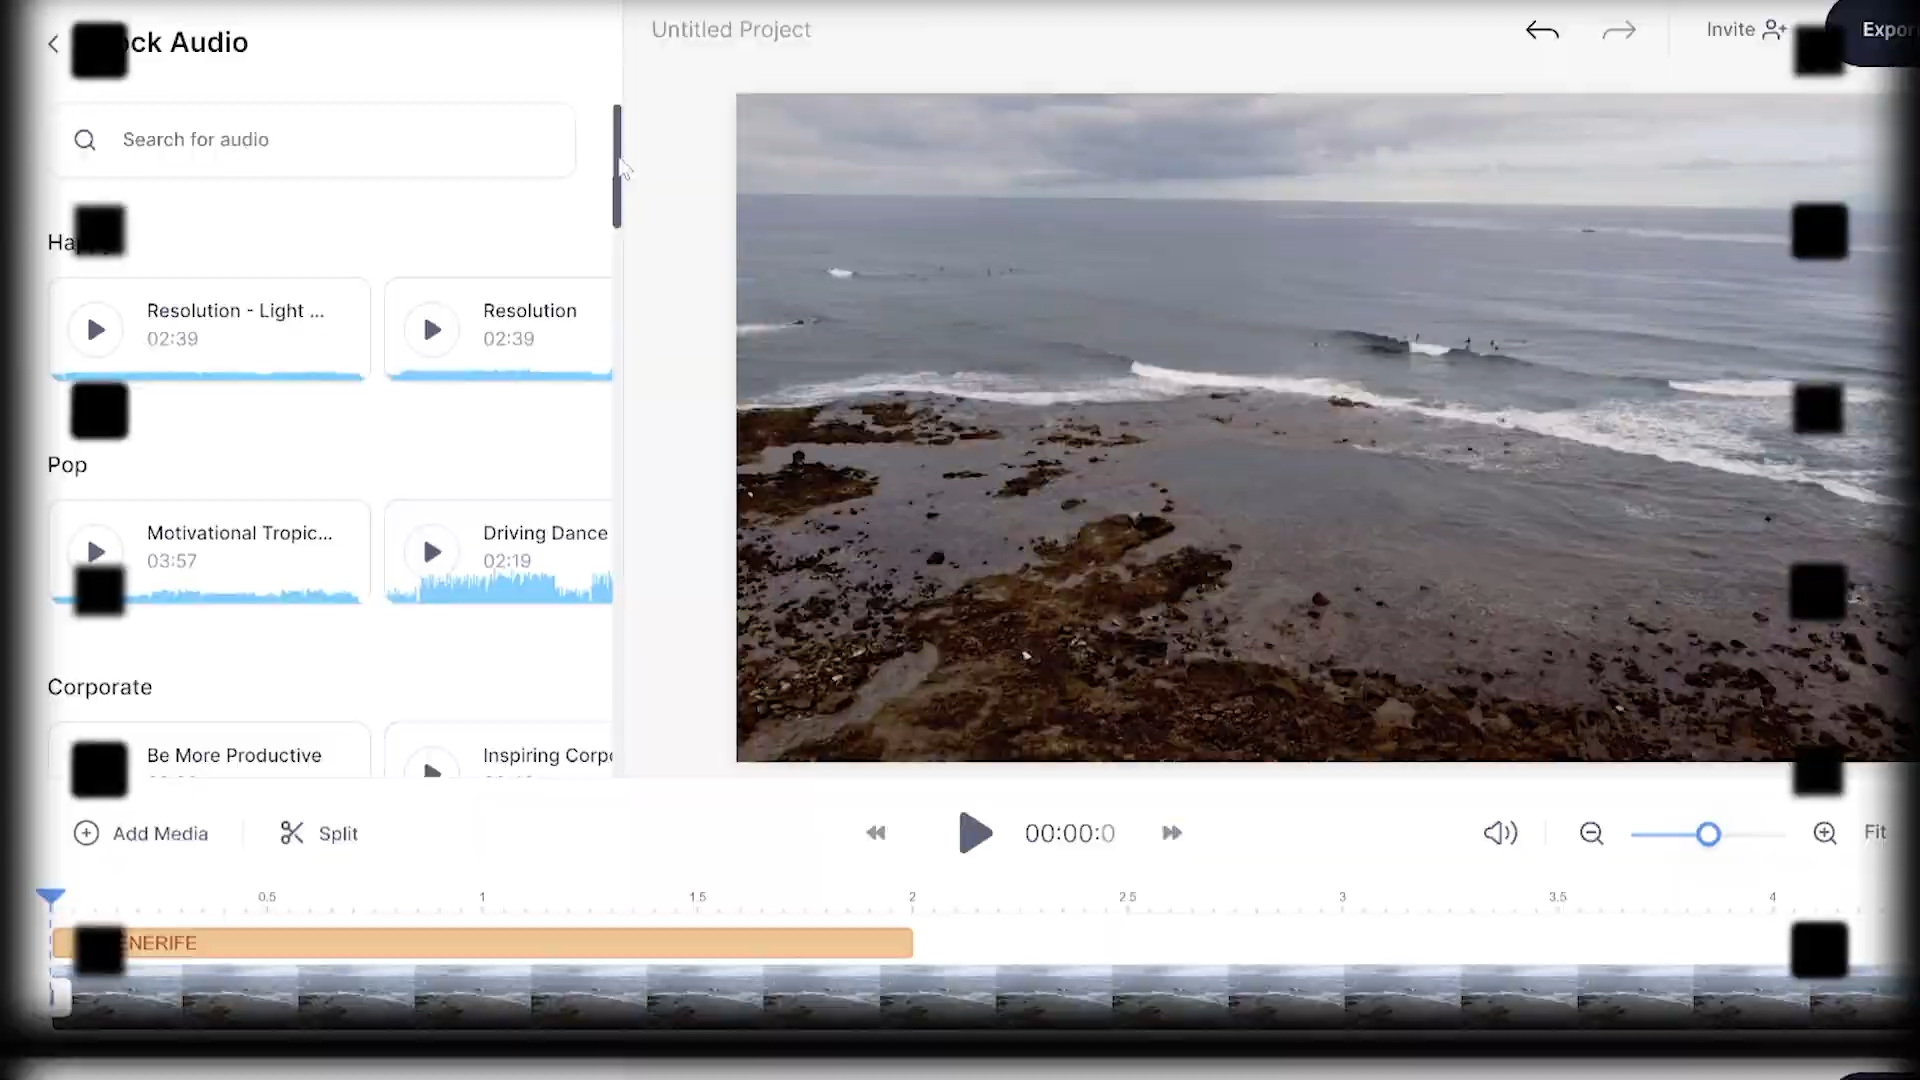 ck Audio
Untitled Project
Invite
Expor
Search for audio
Ha
Resolution - Light ...
02:39
Resolution
02:39
Pop
Motivational Tropic...
03:57
Driving Dance
02:19
Corporate
Be More Productive
Inspiring Corp
Add Media
Split
00:00:0
Fit
0.5 1 1.5 2 2.5 3 3.5 4
ENERIFE